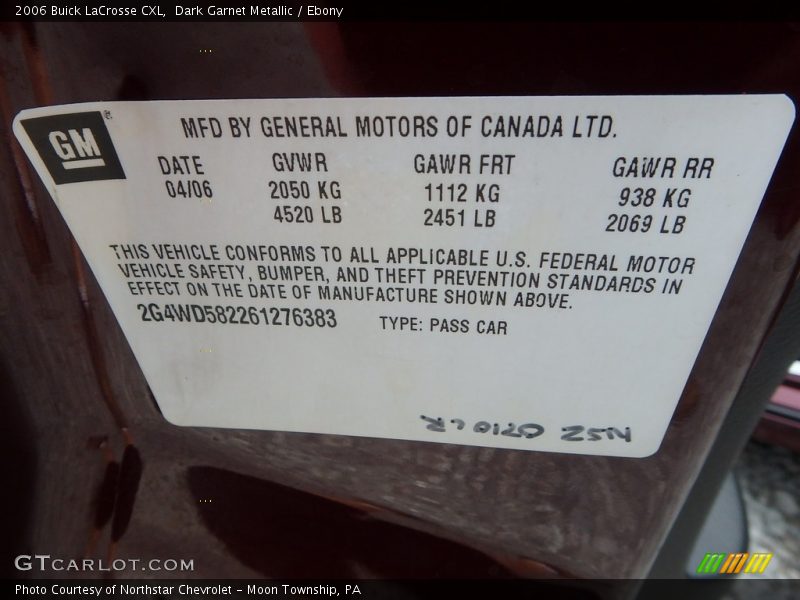 2006 Buick LaCrosse CXL, Dark Garnet Metallic / Ebony
GM
MFD BY GENERAL MOTORS OF CANADA LTD.
DATE GVWR GAWR FRT GAWR RR
04/06 2050 KG 1112 KG 938 KG
4520 LB 2451 LB 2069 LB
THIS VEHICLE CONFORMS TO ALL APPLICABLE U.S. FEDERAL MOTOR
VEHICLE SAFETY, BUMPER, AND THEFT PREVENTION STANDARDS IN
EFFECT ON THE DATE OF MANUFACTURE SHOWN ABOVE.
2G4WD582261276383 TYPE: PASS CAR
GTCARLOT.COM
Photo Courtesy of Northstar Chevrolet - Moon Township, PA